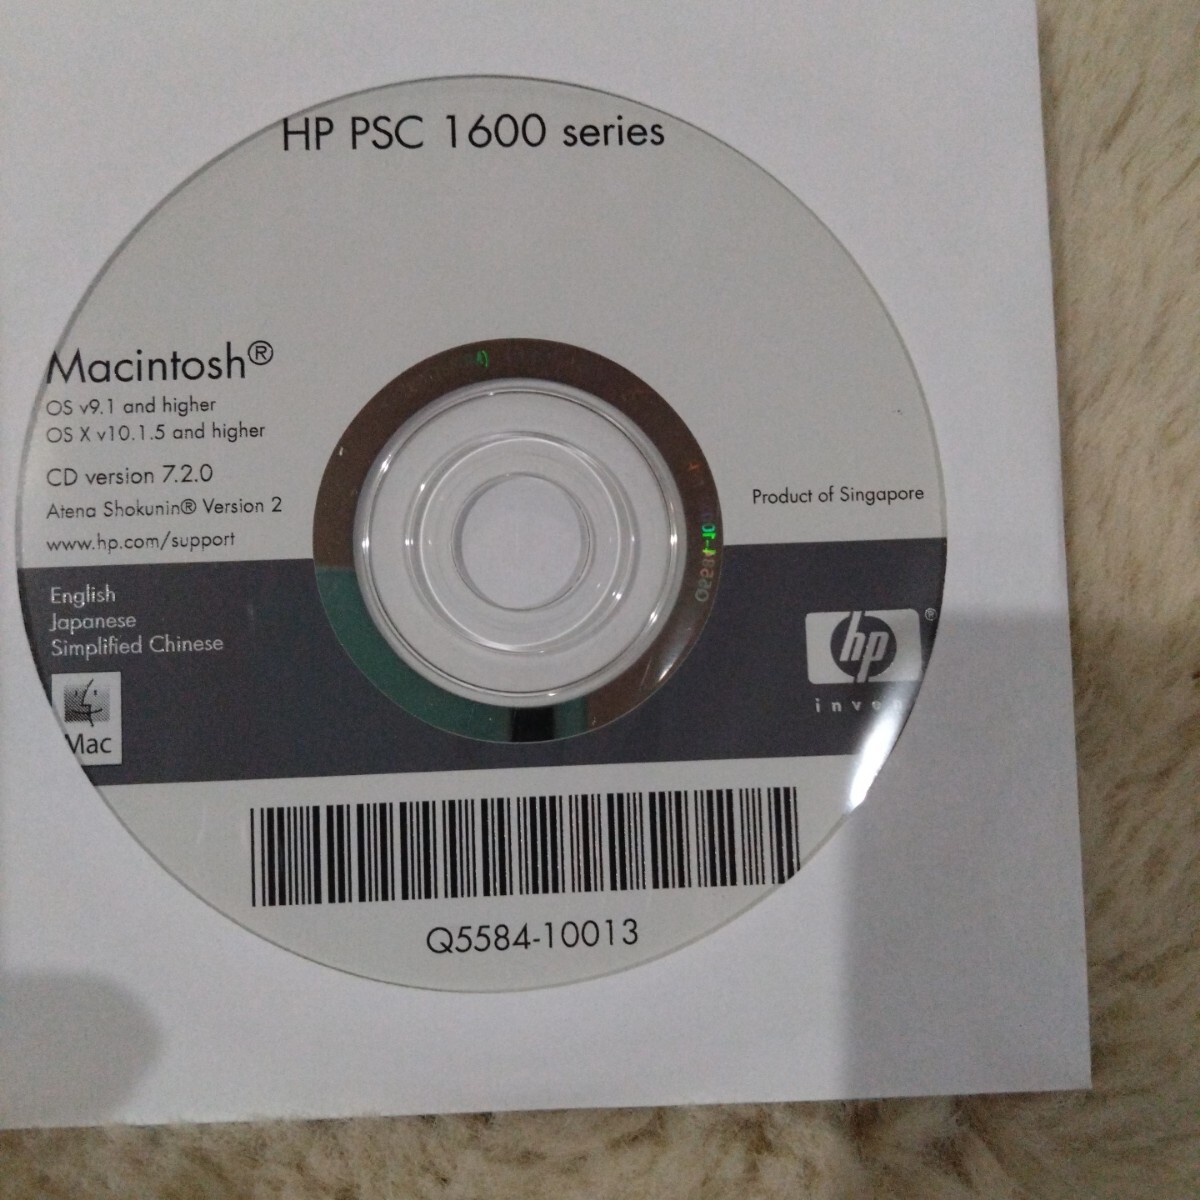 HP PSC 1600 series
Macintosh®
OS v9.1 and higher
OS X v10.1.5 and higher
CD version 7.2.0
Atena Shokunin® Version 2
www.hp.com/support
Product of Singapore
English
Japanese
Simplified Chinese
Mac
hp®
Q5584-10013